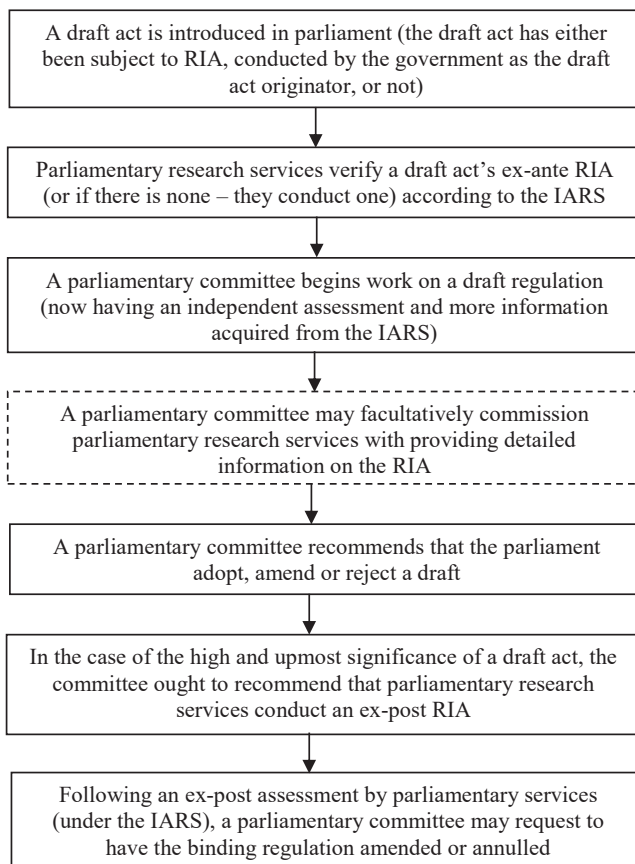 A draft act is introduced in parliament (the draft act has either
been subject to RIA, conducted by the government as the draft
act originator, or not)
Parliamentary research services verify a draft act's ex-ante RIA
(or if there is none – they conduct one) according to the IARS
A parliamentary committee begins work on a draft regulation
(now having an independent assessment and more information
acquired from the IARS)
A parliamentary committee may facultatively commission
parliamentary research services with providing detailed
information on the RIA
A parliamentary committee recommends that the parliament
adopt, amend or reject a draft
In the case of the high and upmost significance of a draft act, the
committee ought to recommend that parliamentary research
services conduct an ex-post RIA
Following an ex-post assessment by parliamentary services
(under the IARS), a parliamentary committee may request to
have the binding regulation amended or annulled